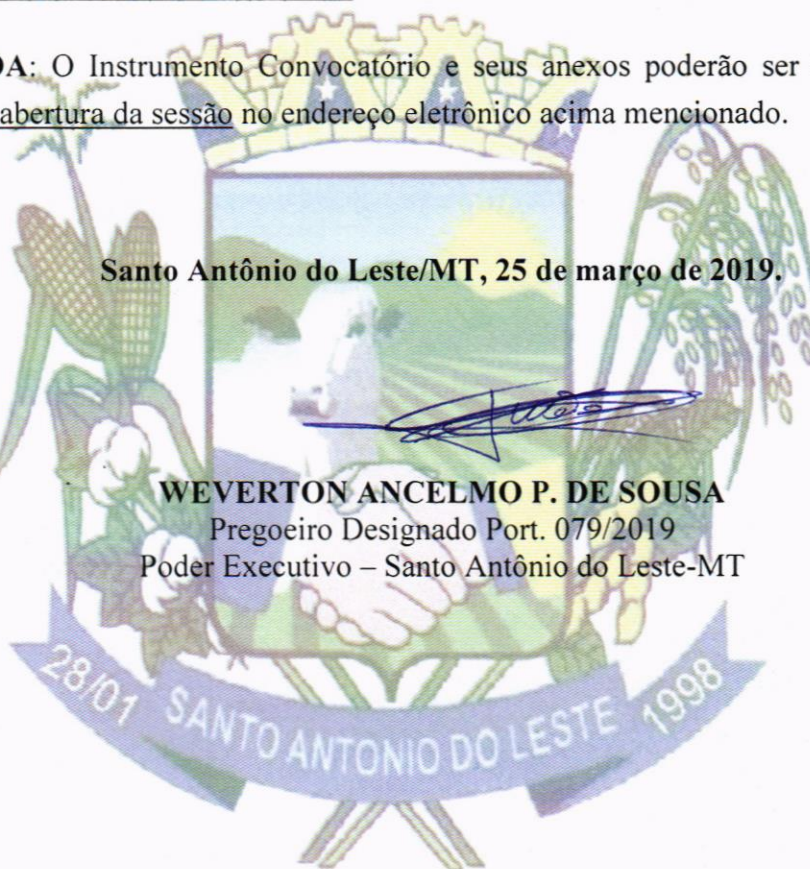 DA: O Instrumento Convocatório e seus anexos poderão ser
abertura da sessão no endereço eletrônico acima mencionado.
Santo Antônio do Leste/MT, 25 de março de 2019.
WEVERTON ANCELMO P. DE SOUSA
Pregoeiro Designado Port. 079/2019
Poder Executivo – Santo Antônio do Leste-MT
28/01 SANTO ANTONIO DO LESTE 1998